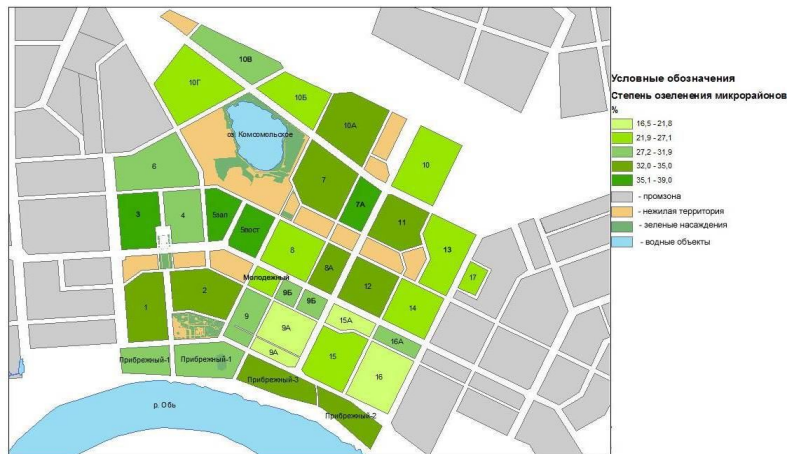 10В
10Г
10Б
оз. Комсомольское
10А
10
6
7
7А
3
4
5зап
5вост
11
13
8
8А
17
Молодежный
12
1
2
9Б
9Б
14
9
9А
15А
16А
9А
15
16
Прибрежный-1
Прибрежный-1
Прибрежный-3
Прибрежный-2
р. Обь
Условные обозначения
Степень озеленения микрорайонов
%
16,5 - 21,8
21,9 - 27,1
27,2 - 31,9
32,0 - 35,0
35,1 - 39,0
- промзона
- нежилая территория
- зеленые насаждения
- водные объекты